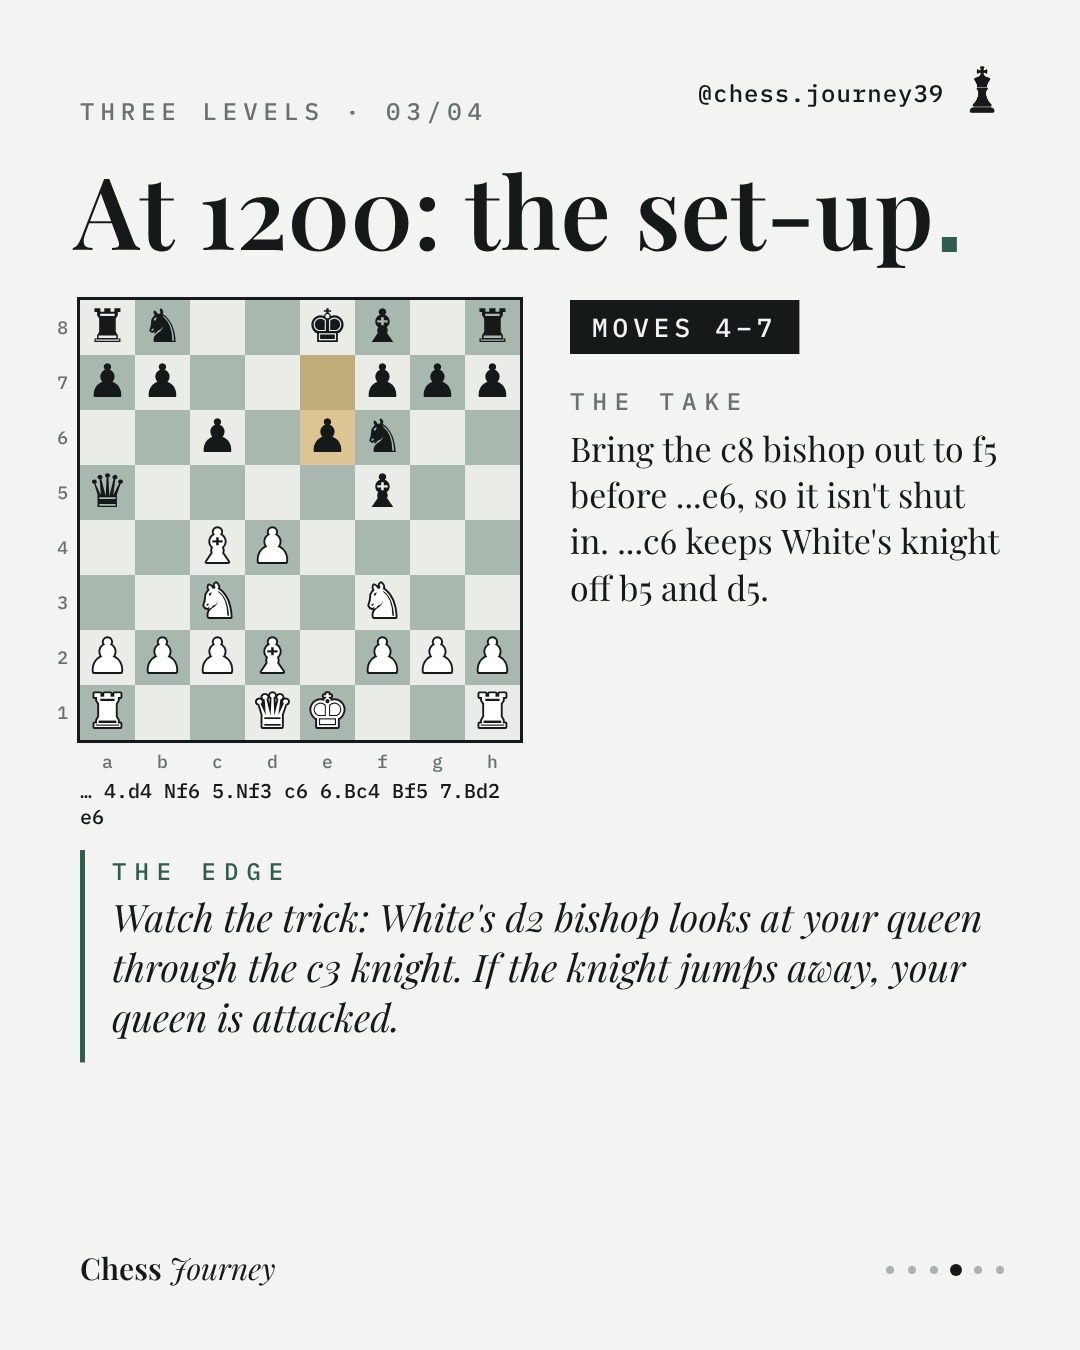 THREE LEVELS · 03/04
@chess.journey39
At 1200: the set-up.
8
7
6
5
4
3
2
1
a b c d e f g h
… 4.d4 Nf6 5.Nf3 c6 6.Bc4 Bf5 7.Bd2
e6
MOVES 4–7
THE TAKE
Bring the c8 bishop out to f5
before ...e6, so it isn't shut
in. ...c6 keeps White's knight
off b5 and d5.
THE EDGE
Watch the trick: White's d2 bishop looks at your queen
through the c3 knight. If the knight jumps away, your
queen is attacked.
Chess Journey